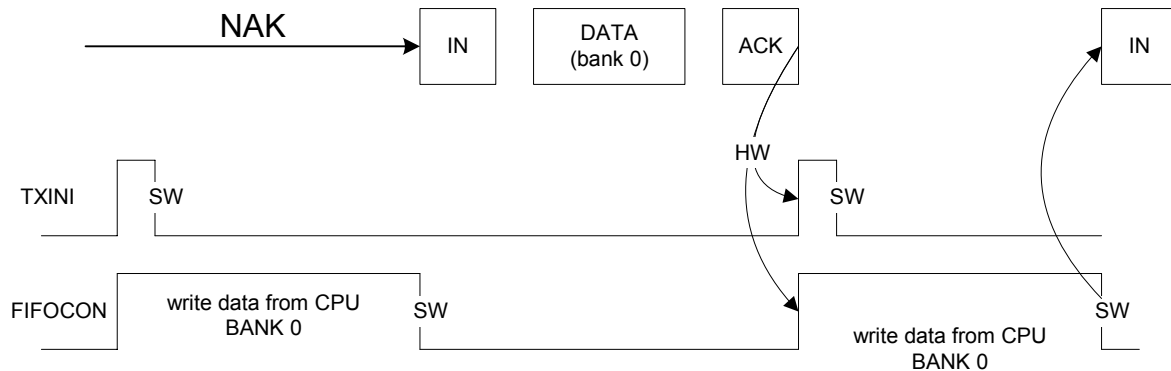 NAK
IN
DATA
(bank 0)
ACK
IN
HW
TXINI
SW
SW
FIFOCON
write data from CPU
BANK 0
SW
write data from CPU
BANK 0
SW